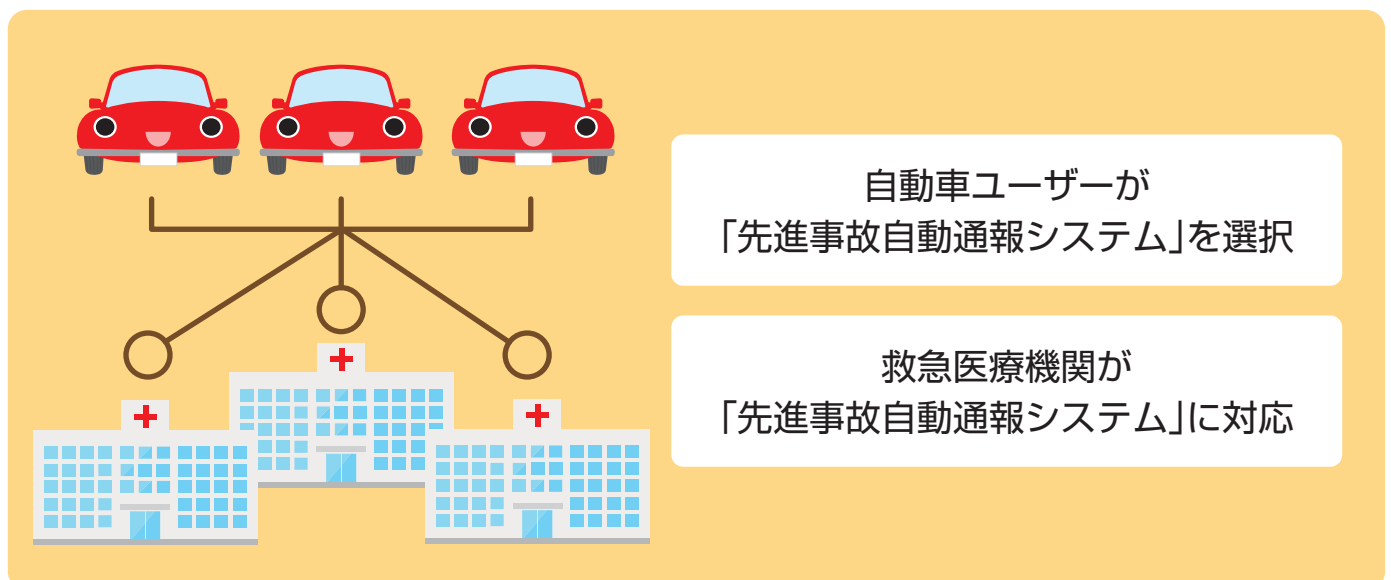 自動車ユーザーが
「先進事故自動通報システム」を選択
救急医療機関が
「先進事故自動通報システム」に対応